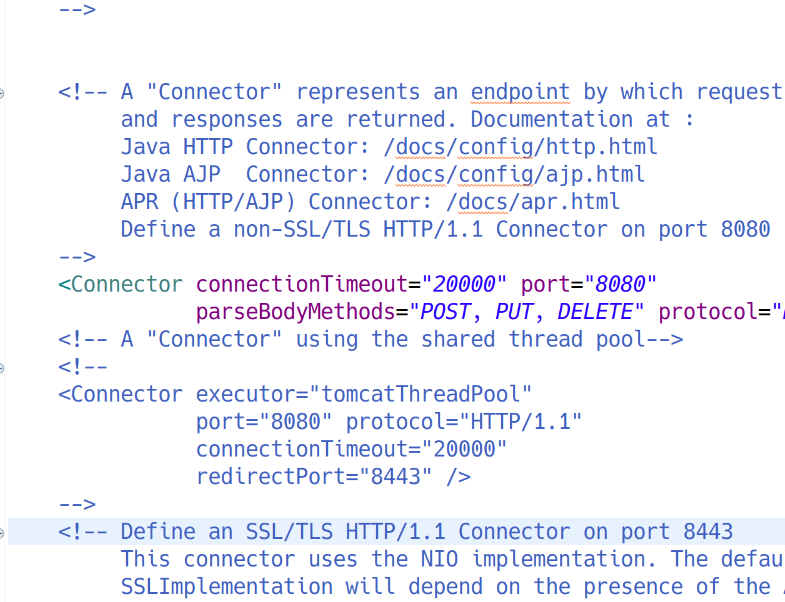 -->
<!-- A "Connector" represents an endpoint by which request
and responses are returned. Documentation at :
Java HTTP Connector: /docs/config/http.html
Java AJP  Connector: /docs/config/ajp.html
APR (HTTP/AJP) Connector: /docs/apr.html
Define a non-SSL/TLS HTTP/1.1 Connector on port 8080
-->
<Connector connectionTimeout="20000" port="8080"
parseBodyMethods="POST, PUT, DELETE" protocol="
<!-- A "Connector" using the shared thread pool-->
<!--
<Connector executor="tomcatThreadPool"
port="8080" protocol="HTTP/1.1"
connectionTimeout="20000"
redirectPort="8443" />
-->
<!-- Define an SSL/TLS HTTP/1.1 Connector on port 8443
This connector uses the NIO implementation. The defau
SSLImplementation will depend on the presence of the